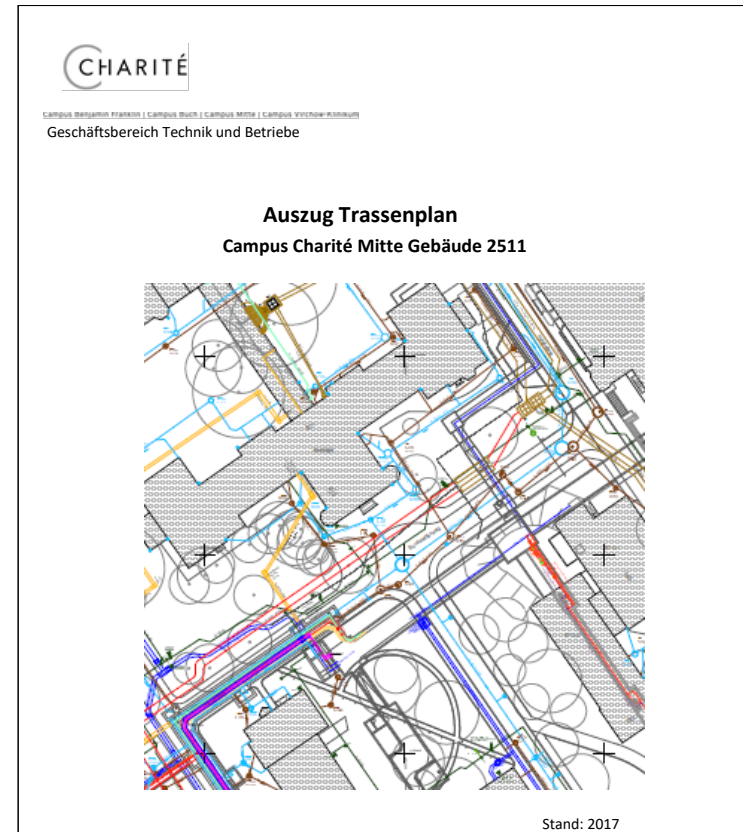 CHARITÉ
Campus Benjamin Franklin | Campus Buch | Campus Mitte | Campus Virchow-Klinikum
Geschäftsbereich Technik und Betriebe
Auszug Trassenplan
Campus Charité Mitte Gebäude 2511
Stand: 2017